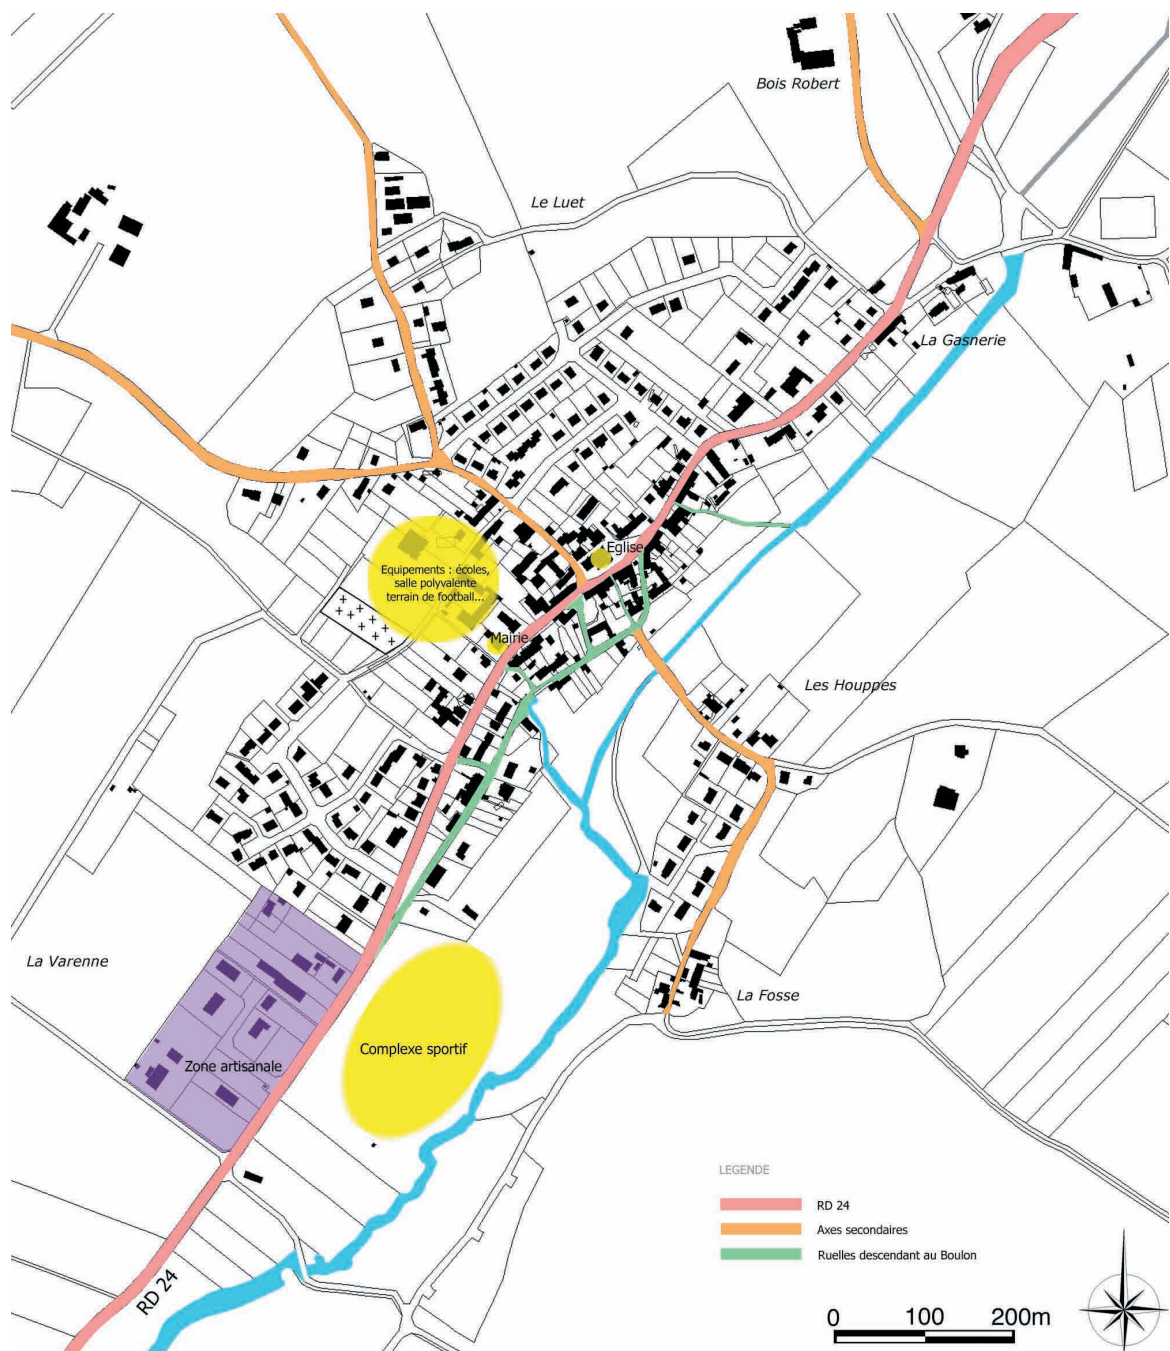 Bois Robert
Le Luet
La Gasnerie
Eglise
Equipements : écoles,
salle polyvalente
terrain de football...
Mairie
Les Houppes
La Varenne
La Fosse
Complexe sportif
Zone artisanale
LEGENDE
RD 24
Axes secondaires
Ruelles descendant au Boulon
RD 24
0 100 200m